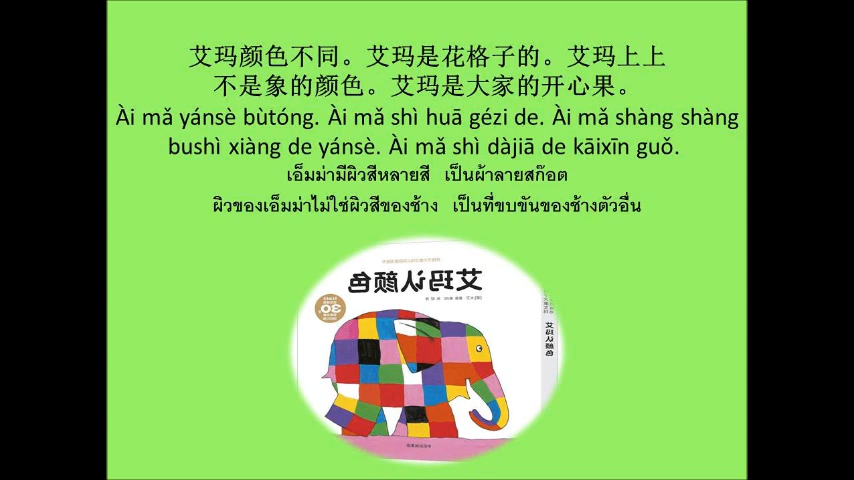 艾玛颜色不同。艾玛是花格子的。艾玛上上
不是象的颜色。艾玛是大家的开心果。
Ài mǎ yánsè bùtóng. Ài mǎ shì huā gézi de. Ài mǎ shàng shàng
bushì xiàng de yánsè. Ài mǎ shì dàjiā de kāixīn guǒ.
เอ็มม่ามีผิวสีหลายสี เป็นผ้าลายสก๊อต
ผิวของเอ็มม่าไม่ใช่ผิวสีของช้าง เป็นที่ขบขันของช้างตัวอื่น
艾玛认颜色
30
艾玛认颜色